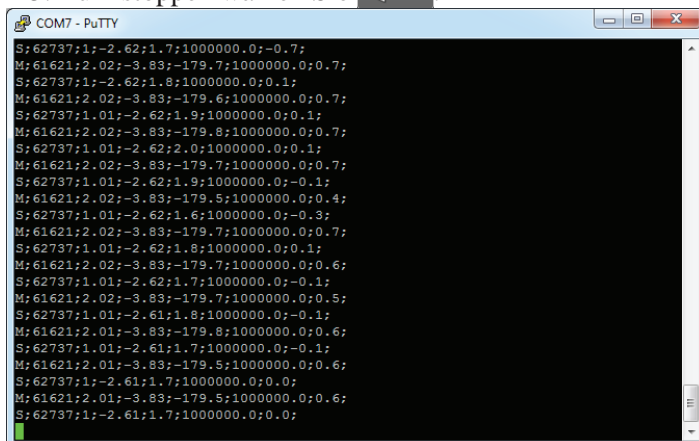 COM7 - PuTTY
S;62737;1;-2.62;1.7;1000000.0;-0.7;
M;61621;2.02;-3.83;-179.7;1000000.0;0.7;
S;62737;1;-2.62;1.8;1000000.0;0.1;
M;61621;2.02;-3.83;-179.6;1000000.0;0.7;
S;62737;1.01;-2.62;1.9;1000000.0;0.1;
M;61621;2.02;-3.83;-179.8;1000000.0;0.7;
S;62737;1.01;-2.62;2.0;1000000.0;0.1;
M;61621;2.02;-3.83;-179.7;1000000.0;0.7;
S;62737;1.01;-2.62;1.9;1000000.0;-0.1;
M;61621;2.02;-3.83;-179.5;1000000.0;0.4;
S;62737;1.01;-2.62;1.6;1000000.0;-0.3;
M;61621;2.02;-3.83;-179.7;1000000.0;0.7;
S;62737;1.01;-2.62;1.8;1000000.0;0.1;
M;61621;2.02;-3.83;-179.7;1000000.0;0.6;
S;62737;1.01;-2.62;1.7;1000000.0;-0.1;
M;61621;2.02;-3.83;-179.7;1000000.0;0.5;
S;62737;1.01;-2.61;1.8;1000000.0;-0.1;
M;61621;2.01;-3.83;-179.8;1000000.0;0.6;
S;62737;1.01;-2.61;1.7;1000000.0;-0.1;
M;61621;2.01;-3.83;-179.5;1000000.0;0.6;
S;62737;1;-2.61;1.7;1000000.0;0.0;
M;61621;2.01;-3.83;-179.5;1000000.0;0.6;
S;62737;1;-2.61;1.7;1000000.0;0.0;